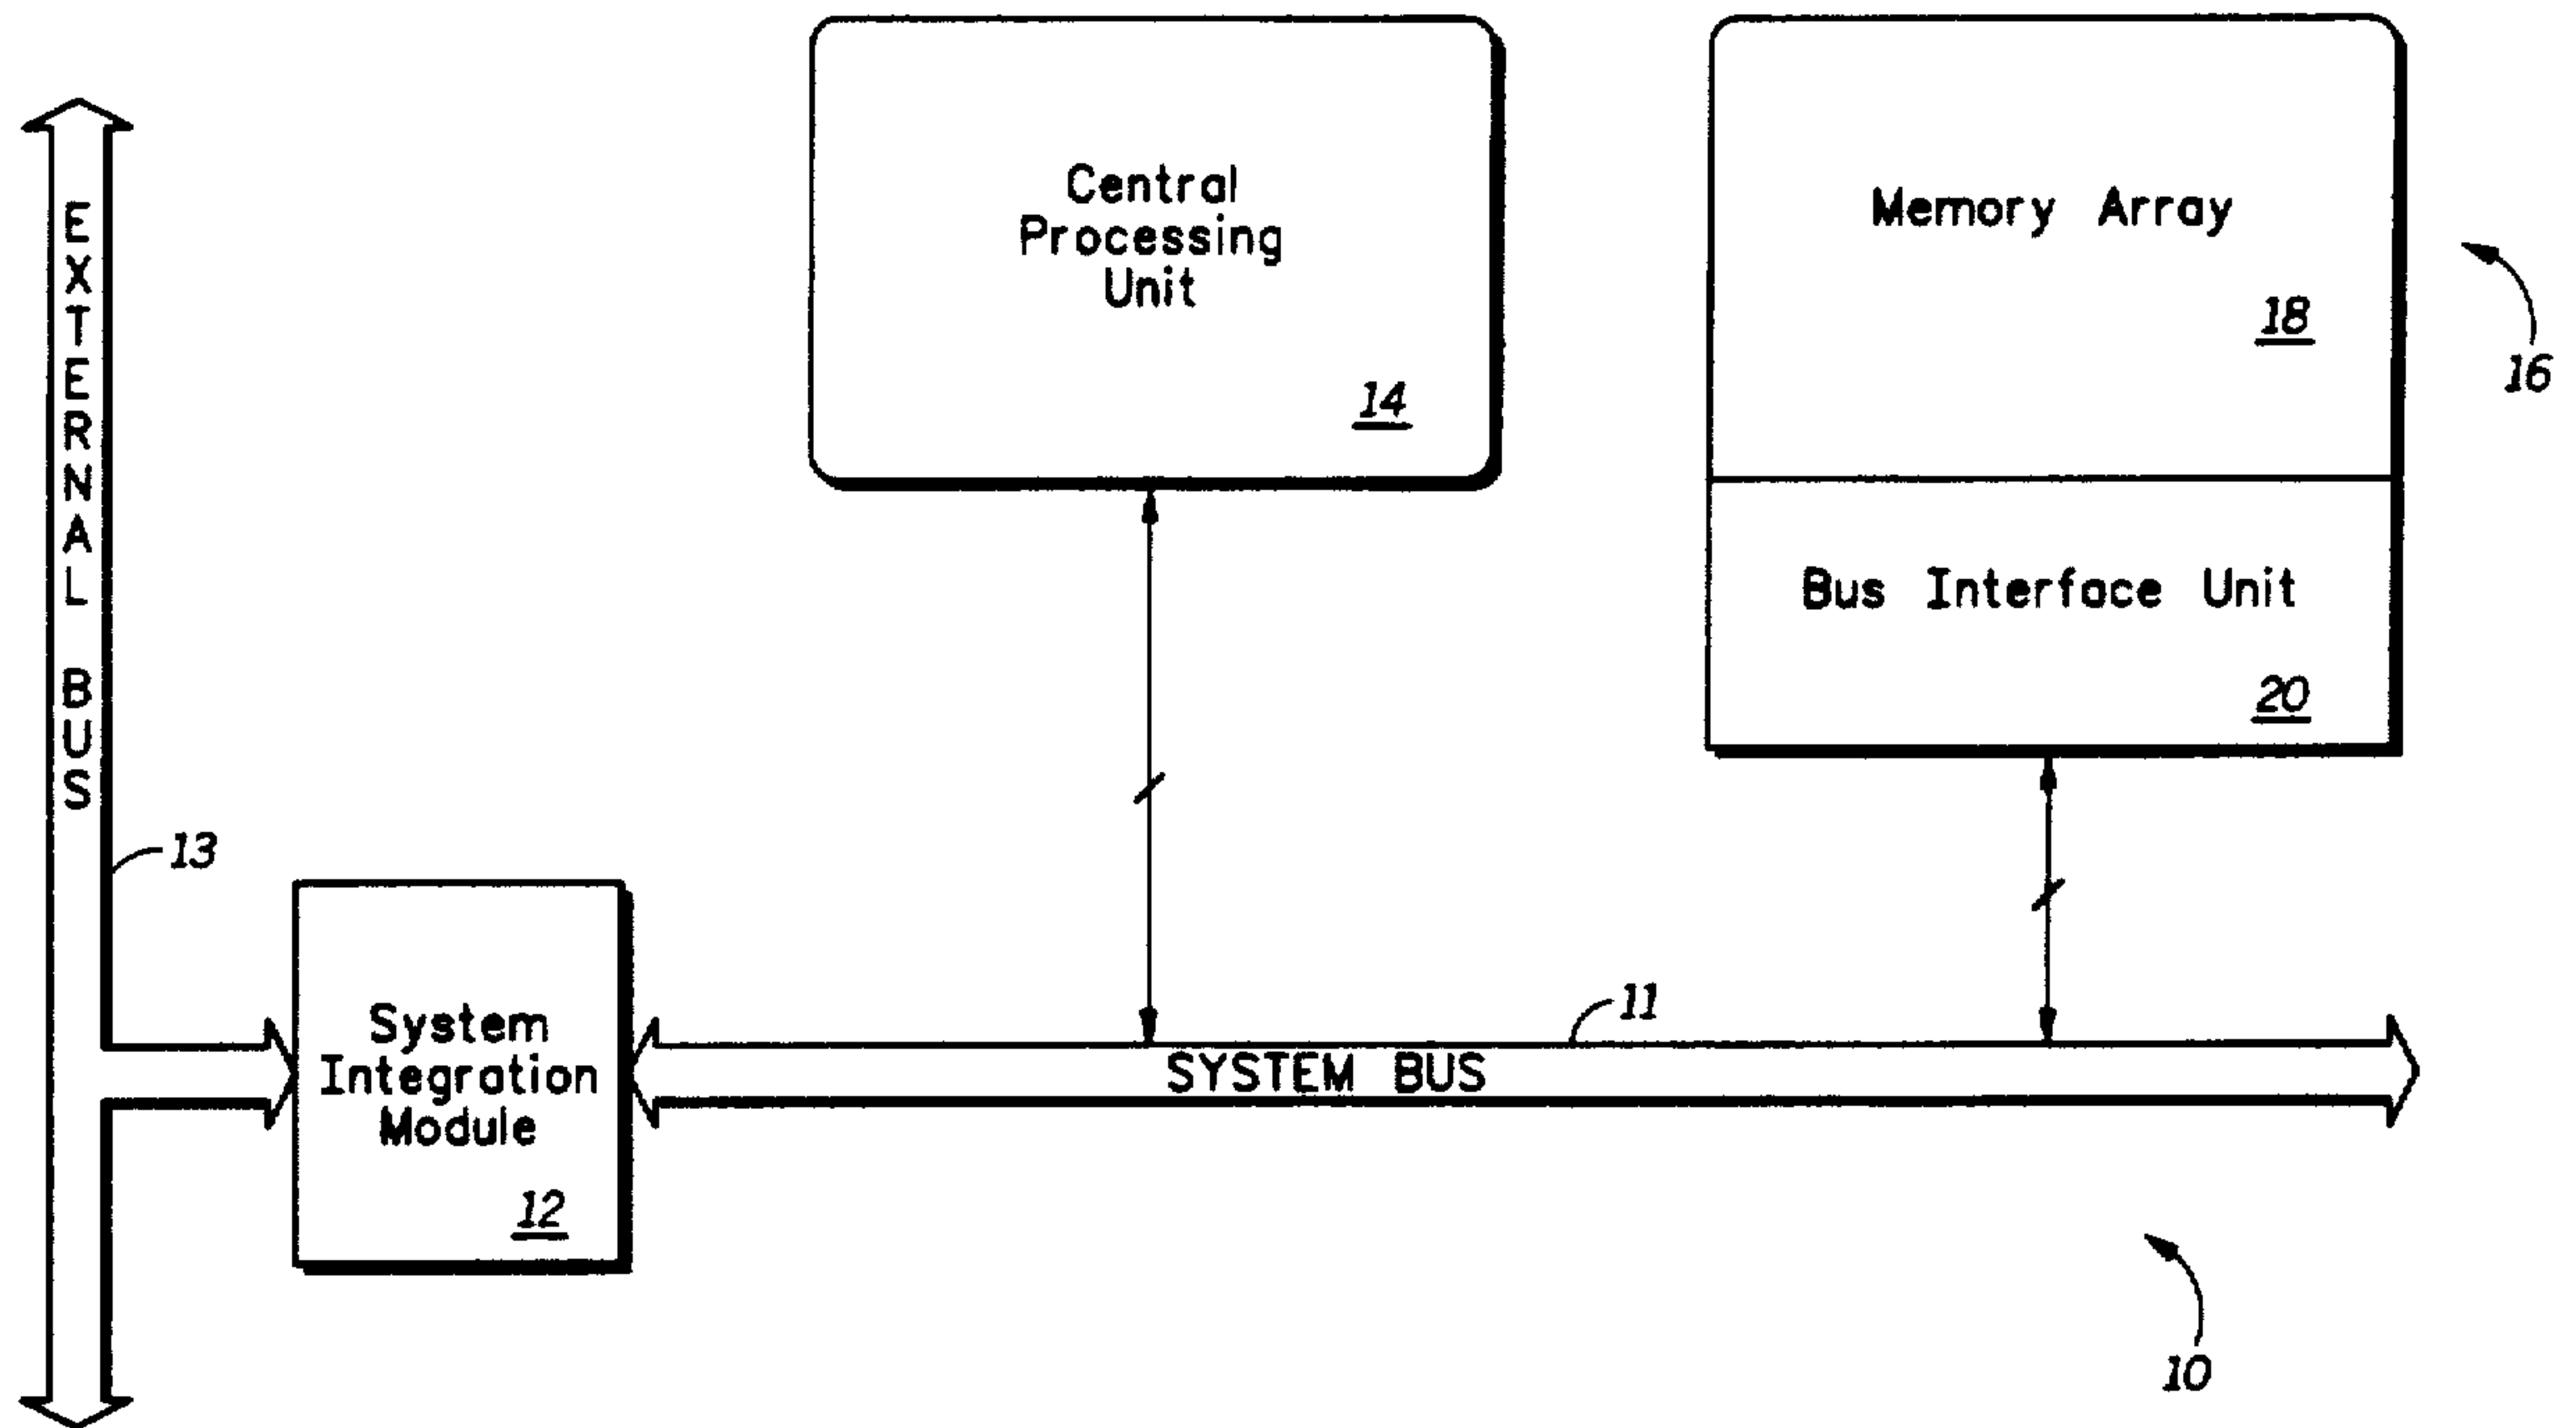 EXTERNAL BUS
13
Central
Processing
Unit
14
Memory Array
18
16
Bus Interface Unit
20
System
Integration
Module
12
11
SYSTEM BUS
10